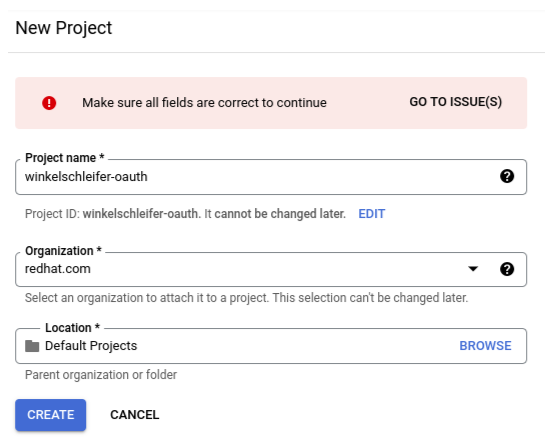 New Project
Make sure all fields are correct to continue GO TO ISSUE(S)
Project name *
winkelschleifer-oauth
Project ID: winkelschleifer-oauth. It cannot be changed later. EDIT
Organization *
redhat.com
Select an organization to attach it to a project. This selection can't be changed later.
Location *
Default Projects BROWSE
Parent organization or folder
CREATE CANCEL